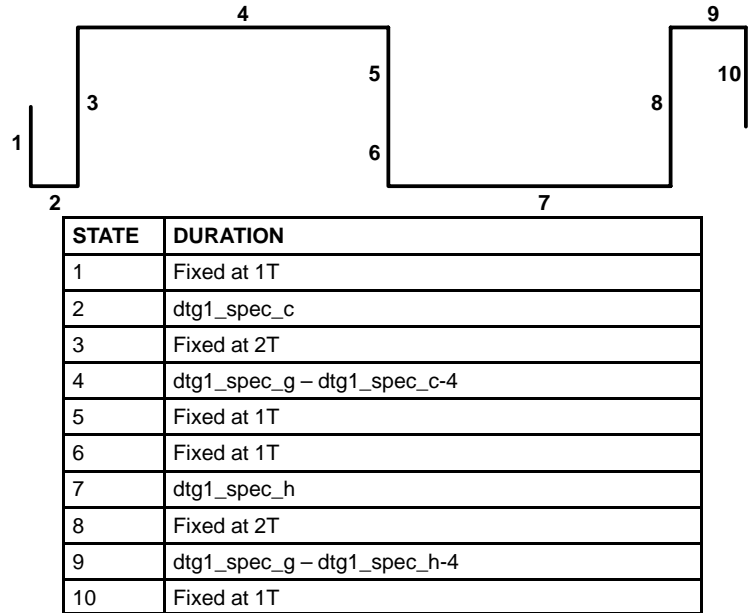 4
9
5
10
3
8
1
6
2
7
STATE DURATION
1 Fixed at 1T
2 dtg1_spec_c
3 Fixed at 2T
4 dtg1_spec_g – dtg1_spec_c-4
5 Fixed at 1T
6 Fixed at 1T
7 dtg1_spec_h
8 Fixed at 2T
9 dtg1_spec_g – dtg1_spec_h-4
10 Fixed at 1T